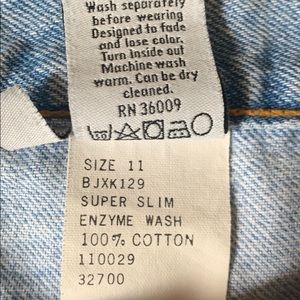 Wash separately
before wearing
Designed to fade
and lose color.
Turn Inside out
Machine wash
warm. Can be dry
cleaned.
RN 36009
SIZE 11
BJXK129
SUPER SLIM
ENZYME WASH
100% COTTON
110029
32700